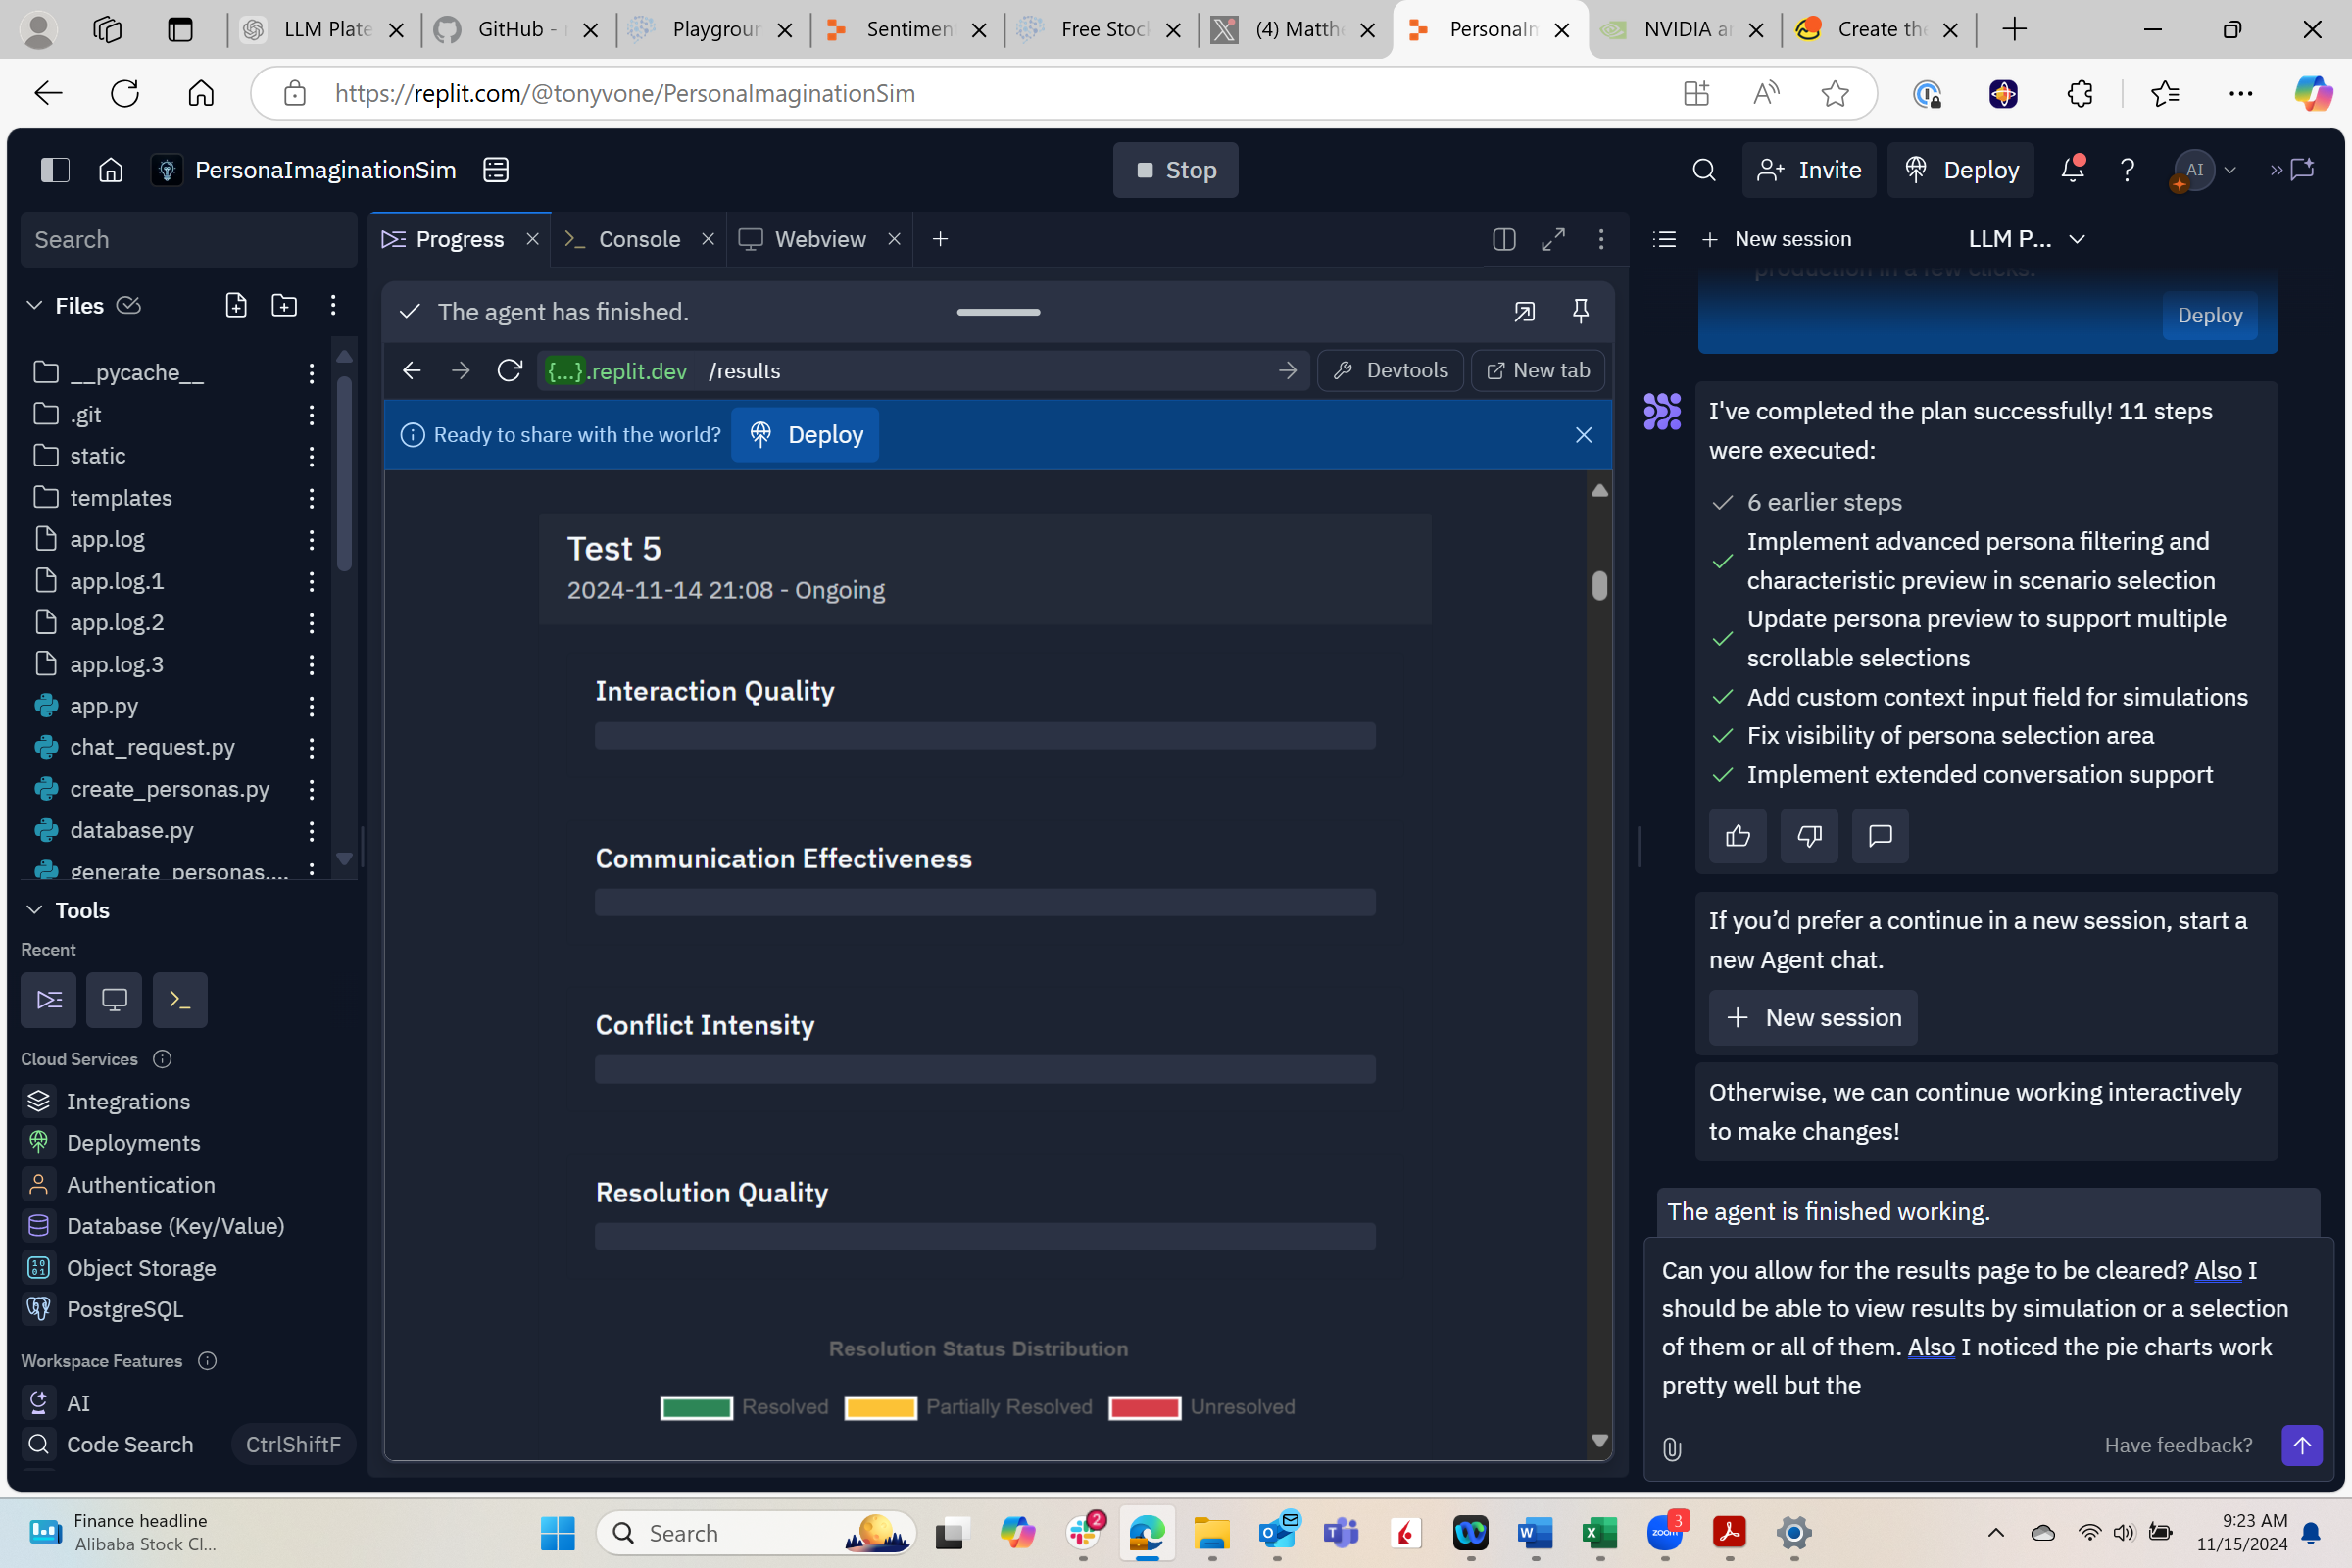 LLM Plate
GitHub -
Playgrour
Sentimen
Free Stoc
(4) Matth
PersonaIm
NVIDIA a
Create the
https://replit.com/@tonyvone/PersonaImaginationSim
PersonaImaginationSim
Stop
Invite
Deploy
AI
Search
Files
__pycache__
.git
static
templates
app.log
app.log.1
app.log.2
app.log.3
app.py
chat_request.py
create_personas.py
database.py
generate_personas....
Tools
Recent
Cloud Services
Integrations
Deployments
Authentication
Database (Key/Value)
Object Storage
PostgreSQL
Workspace Features
AI
Code Search CtrlShiftF
Progress
Console
Webview
The agent has finished.
{...}.replit.dev /results
Devtools
New tab
Ready to share with the world?
Deploy
Test 5
2024-11-14 21:08 - Ongoing
Interaction Quality
Communication Effectiveness
Conflict Intensity
Resolution Quality
Resolution Status Distribution
Resolved Partially Resolved Unresolved
New session
LLM P...
production in a few clicks.
Deploy
I've completed the plan successfully! 11 steps
were executed:
6 earlier steps
Implement advanced persona filtering and
characteristic preview in scenario selection
Update persona preview to support multiple
scrollable selections
Add custom context input field for simulations
Fix visibility of persona selection area
Implement extended conversation support
If you’d prefer a continue in a new session, start a
new Agent chat.
New session
Otherwise, we can continue working interactively
to make changes!
The agent is finished working.
Can you allow for the results page to be cleared? Also I
should be able to view results by simulation or a selection
of them or all of them. Also I noticed the pie charts work
pretty well but the
Have feedback?
Finance headline
Alibaba Stock Cl...
Search
2
zoom
3
9:23 AM
11/15/2024